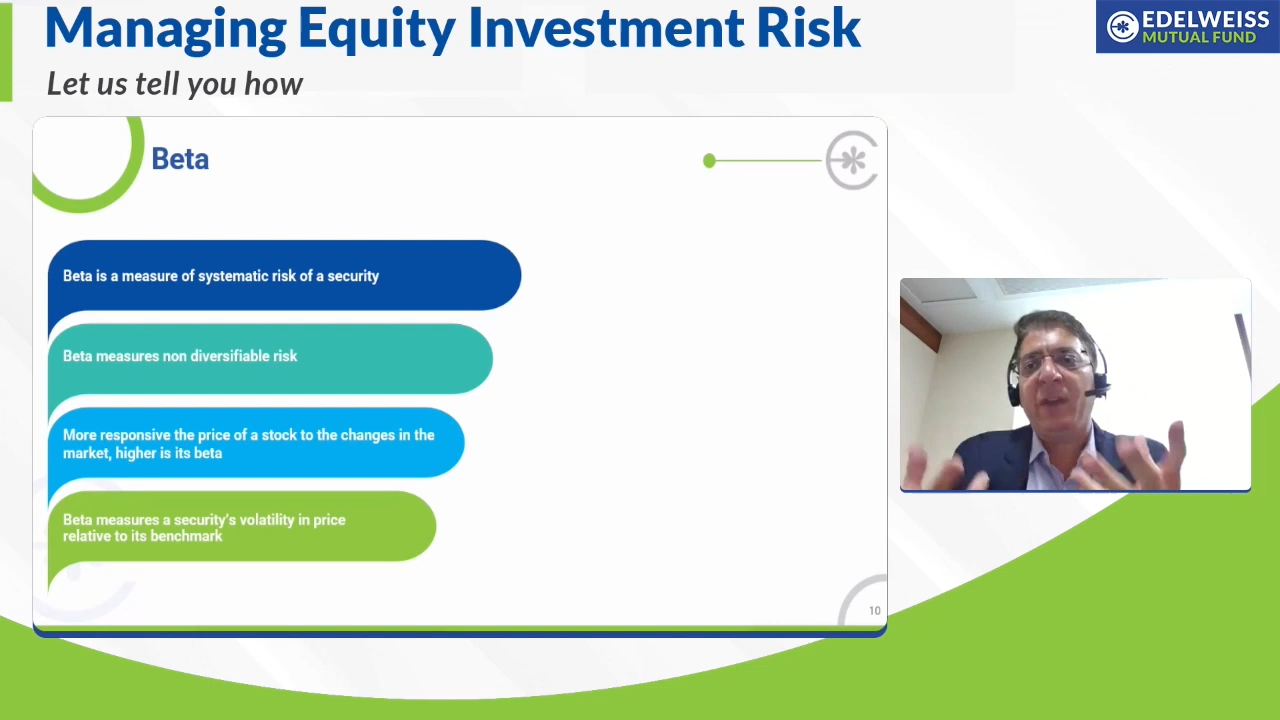 Managing Equity Investment Risk
Let us tell you how
EDELWEISS
MUTUAL FUND
Beta
Beta is a measure of systematic risk of a security
Beta measures non diversifiable risk
More responsive the price of a stock to the changes in the
market, higher is its beta
Beta measures a security's volatility in price
relative to its benchmark
10